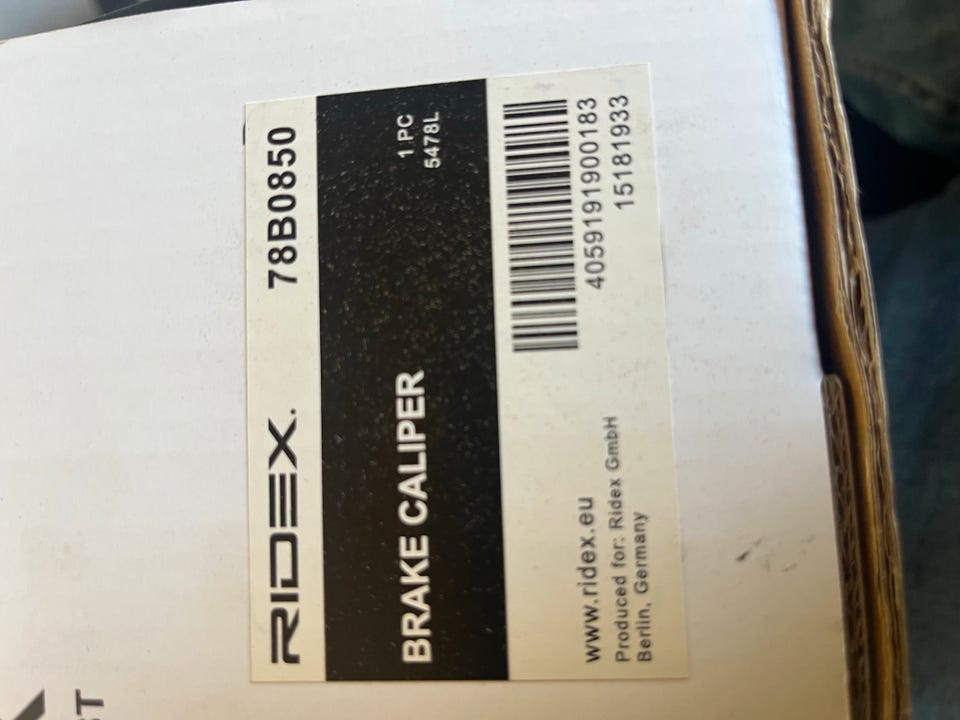 RIDEX. 78B0850
BRAKE CALIPER
1 PC
5478L
www.ridex.eu
Produced for: Ridex GmbH
Berlin, Germany
4059191900183
15181933